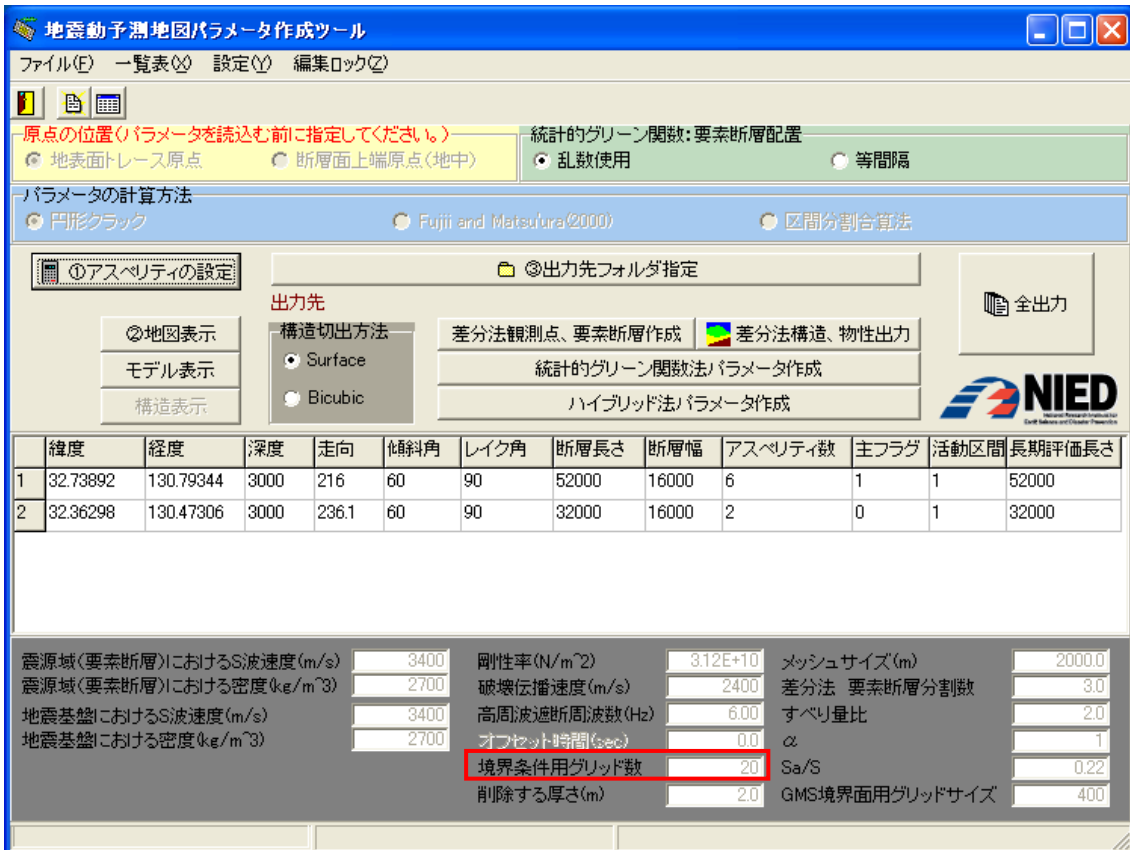 地震動予測地図パラメータ作成ツール
ファイル(F) 一覧表(X) 設定(Y) 編集ロック(Z)
原点の位置(パラメータを読込む前に指定してください。)
地表面トレース原点 断層面上端原点(地中)
統計的グリーン関数:要素断層配置
乱数使用 等間隔
パラメータの計算方法
円形クラック Fujii and Matsu'ura(2000) 区間分割合算法
①アスペリティの設定
③出力先フォルダ指定
全出力
出力先
②地図表示
モデル表示
構造表示
構造切出方法
Surface
Bicubic
差分法観測点、要素断層作成 差分法構造、物性出力
統計的グリーン関数法パラメータ作成
ハイブリッド法パラメータ作成
NIED
National Research Institute for
Earth Science and Disaster Prevention
緯度 経度 深度 走向 傾斜角 レイク角 断層長さ 断層幅 アスペリティ数 主フラグ 活動区間 長期評価長さ
1 32.73892 130.79344 3000 216 60 90 52000 16000 6 1 1 52000
2 32.36298 130.47306 3000 236.1 60 90 32000 16000 2 0 1 32000
震源域(要素断層)におけるS波速度(m/s) 3400
震源域(要素断層)における密度(kg/m^3) 2700
地震基盤におけるS波速度(m/s) 3400
地震基盤における密度(kg/m^3) 2700
剛性率(N/m^2) 3.12E+10
破壊伝播速度(m/s) 2400
高周波遮断周波数(Hz) 6.00
オフセット時間(sec) 0.0
境界条件用グリッド数 20
削除する厚さ(m) 2.0
メッシュサイズ(m) 2000.0
差分法 要素断層分割数 3.0
すべり量比 2.0
α 1
Sa/S 0.22
GMS境界面用グリッドサイズ 400